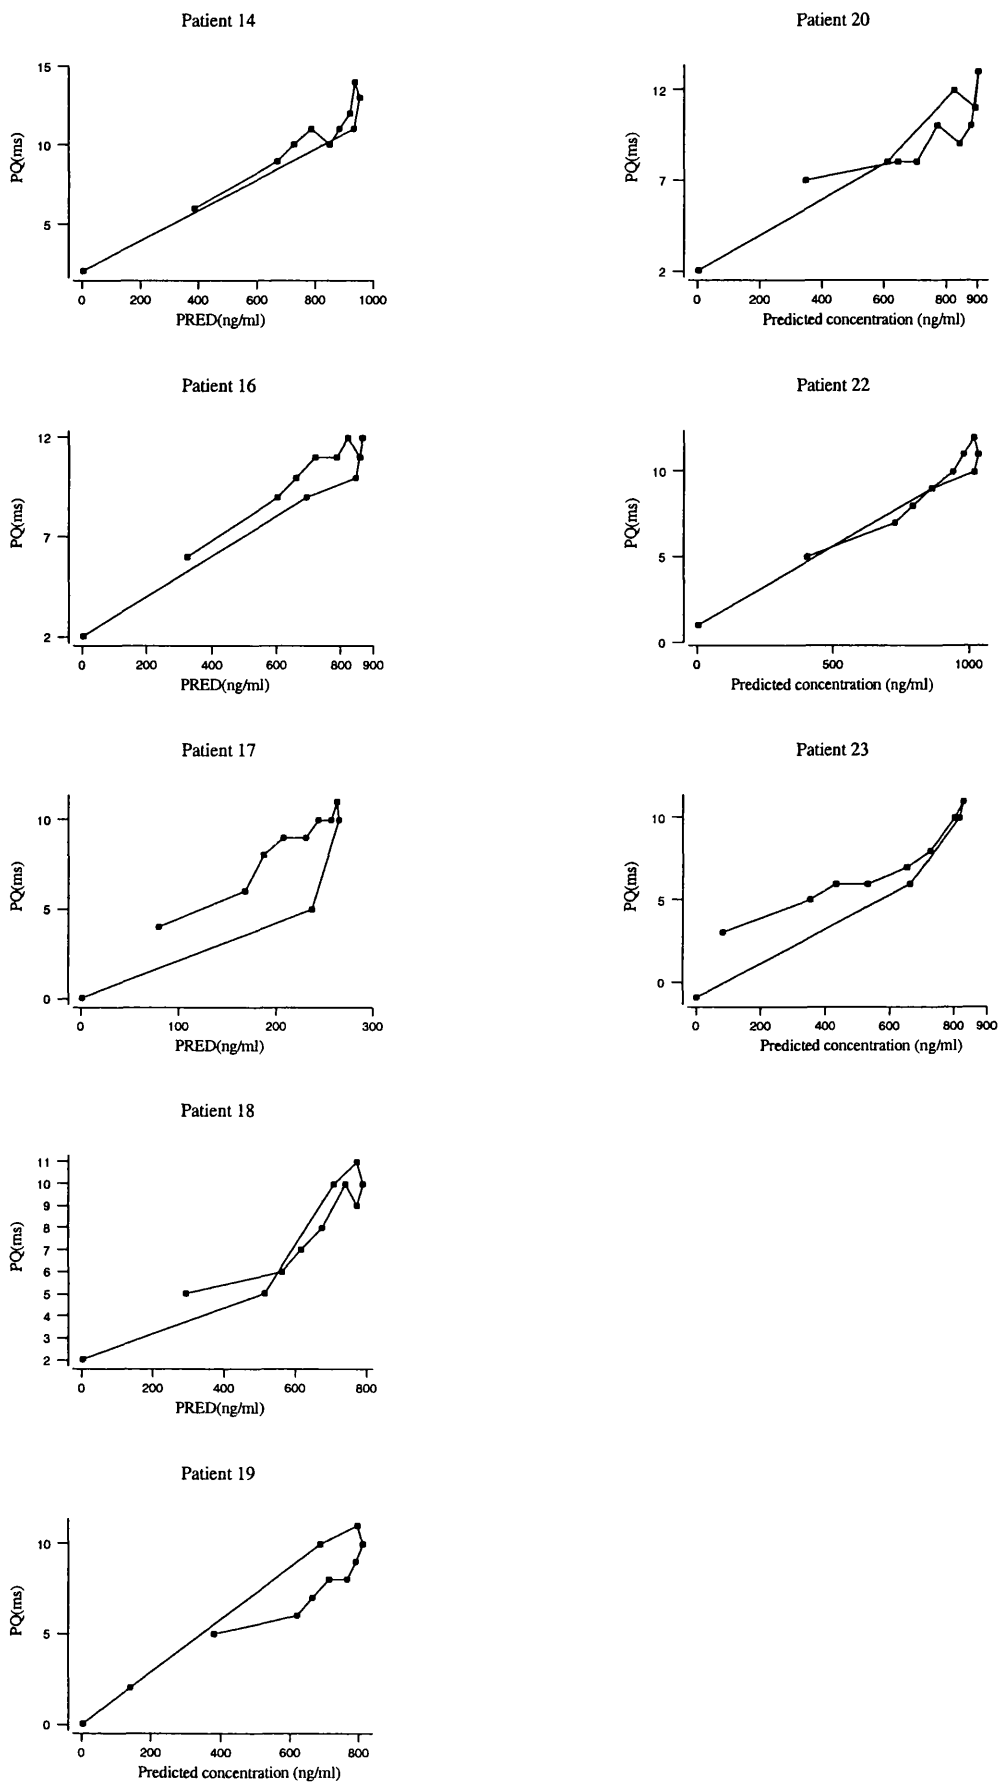 Patient 14
15
10
5
PQ(ms)
0 200 400 600 800 1000
PRED(ng/ml)
Patient 16
12
7
2
PQ(ms)
0 200 400 600 800 900
PRED(ng/ml)
Patient 17
10
5
0
PQ(ms)
0 100 200 300
PRED(ng/ml)
Patient 18
11
10
9
8
7
6
5
4
3
2
PQ(ms)
0 200 400 600 800
PRED(ng/ml)
Patient 19
10
5
0
PQ(ms)
0 200 400 600 800
Predicted concentration (ng/ml)
Patient 20
12
7
2
PQ(ms)
0 200 400 600 800 900
Predicted concentration (ng/ml)
Patient 22
10
5
0
PQ(ms)
0 500 1000
Predicted concentration (ng/ml)
Patient 23
10
5
0
PQ(ms)
0 200 400 600 800 900
Predicted concentration (ng/ml)